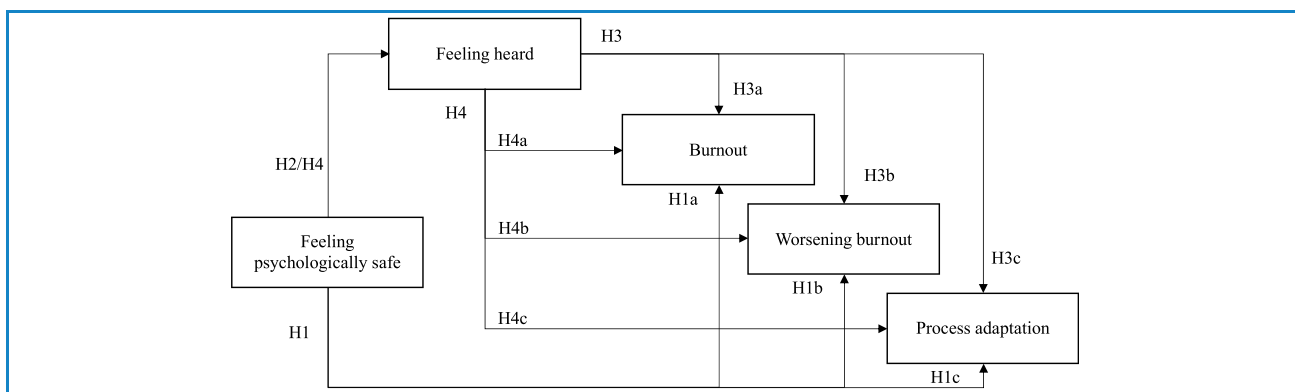 Feeling heard
H3
H3a
H4
H4a
Burnout
H2/H4
H3b
H1a
Feeling
psychologically safe
H4b
Worsening burnout
H3c
H1b
H4c
Process adaptation
H1
H1c